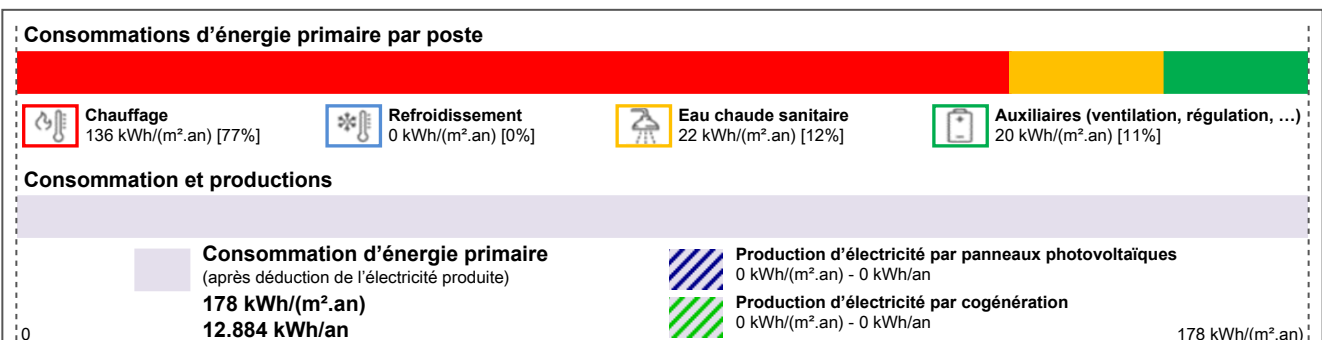 Consommations d’énergie primaire par poste
Chauffage
136 kWh/(m².an) [77%]
Refroidissement
0 kWh/(m².an) [0%]
Eau chaude sanitaire
22 kWh/(m².an) [12%]
Auxiliaires (ventilation, régulation, …)
20 kWh/(m².an) [11%]
Consommation et productions
Consommation d’énergie primaire
(après déduction de l’électricité produite)
178 kWh/(m².an)
12.884 kWh/an
Production d’électricité par panneaux photovoltaïques
0 kWh/(m².an) - 0 kWh/an
Production d’électricité par cogénération
0 kWh/(m².an) - 0 kWh/an
0
178 kWh/(m².an)